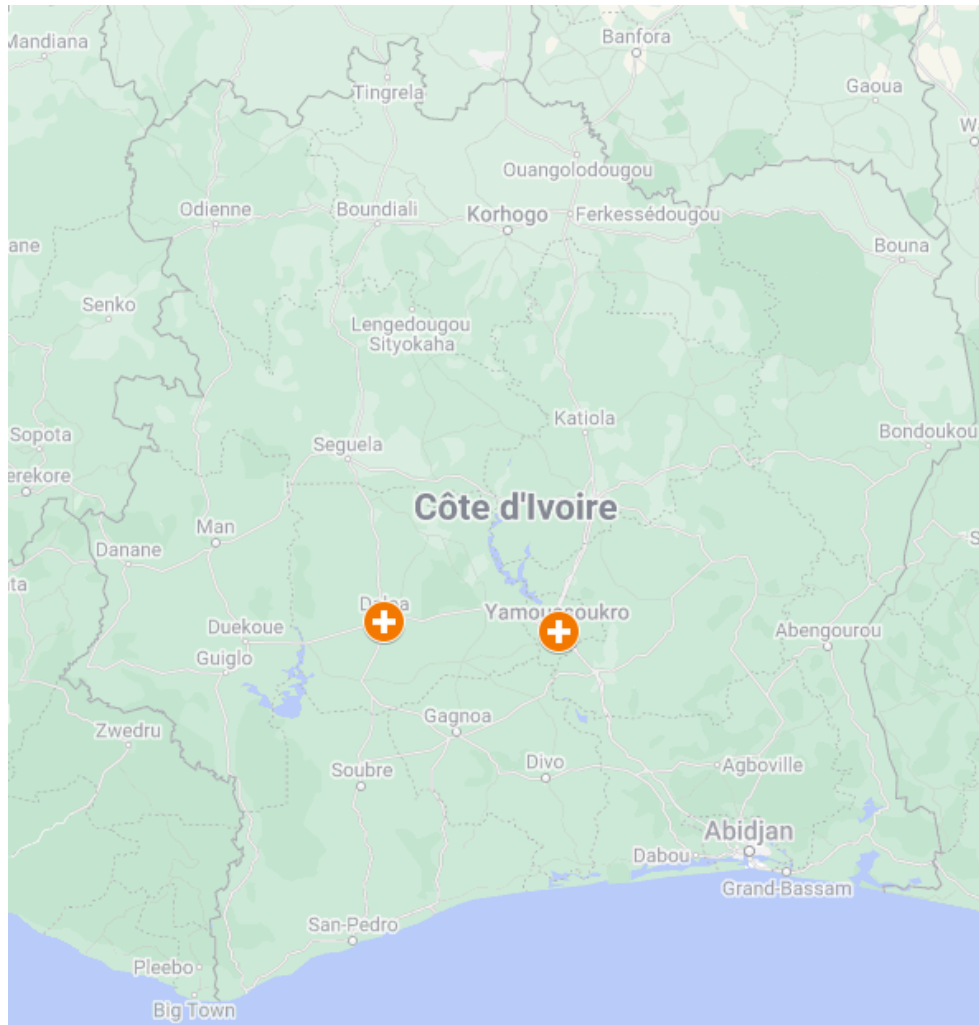 Mandiana
Banfora
Tingrela
Gaoua
Ouangolodougou
Odienne
Boundiali
Korhogo
Ferkessédougou
Bouna
Senko
Lengedougou
Sityokaha
Katiola
Sopota
Seguela
Bondoukou
Côte d'Ivoire
Man
Danane
Duekoue
Yamoussoukro
Abengourou
Guiglo
Zwedru
Gagnoa
Soubre
Divo
Agboville
Abidjan
Dabou
Grand-Bassam
San-Pedro
Pleebo
Big Town